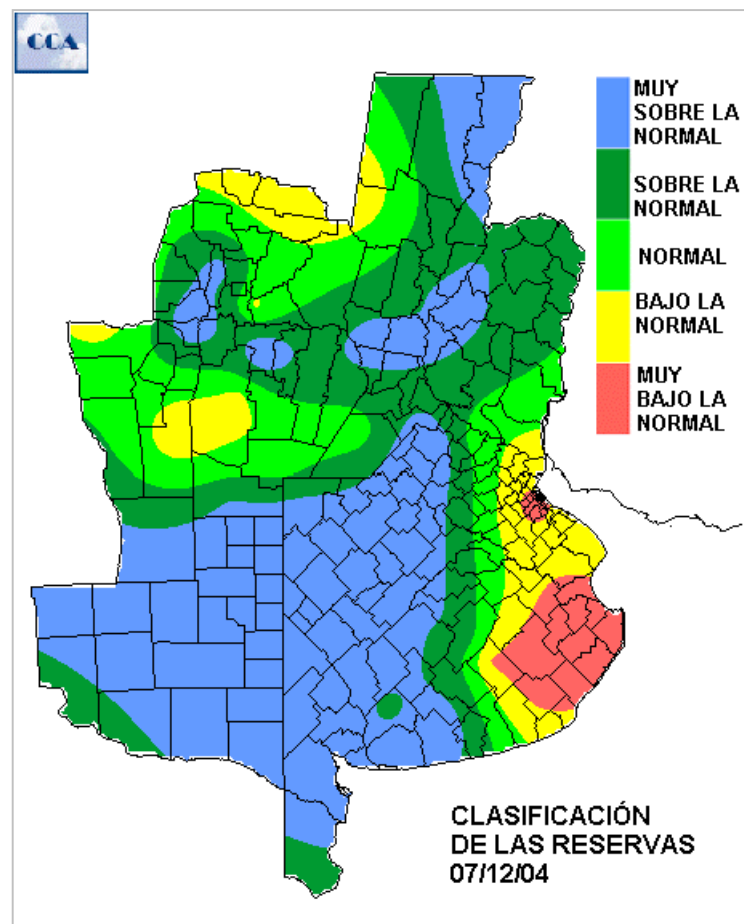 CCA
MUY
SOBRE LA
NORMAL
SOBRE LA
NORMAL
NORMAL
BAJO LA
NORMAL
MUY
BAJO LA
NORMAL
CLASIFICACIÓN
DE LAS RESERVAS
07/12/04